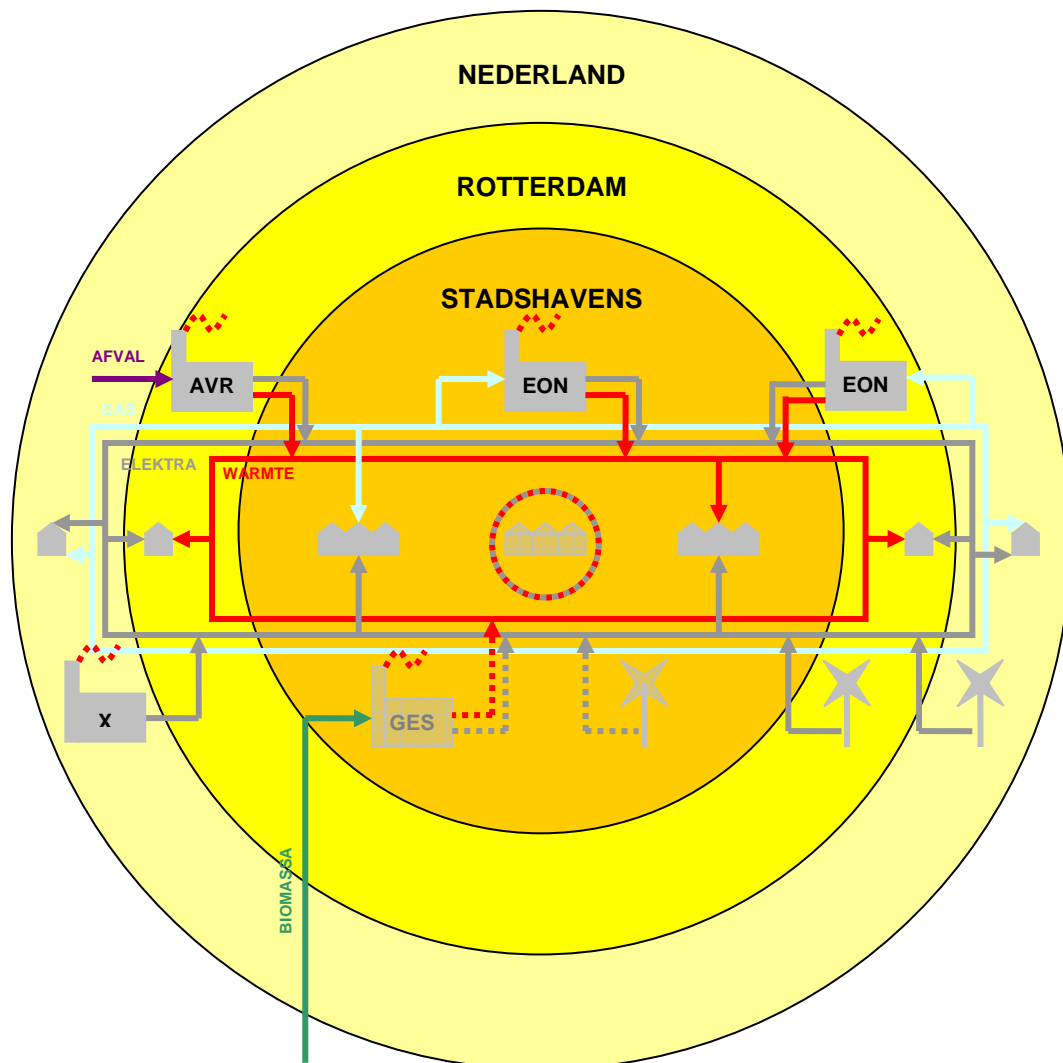 NEDERLAND
ROTTERDAM
STADSHAVENS
AFVAL
AVR
EON
EON
GAS
ELEKTRA
WARMTE
X
GES
BIOMASSA